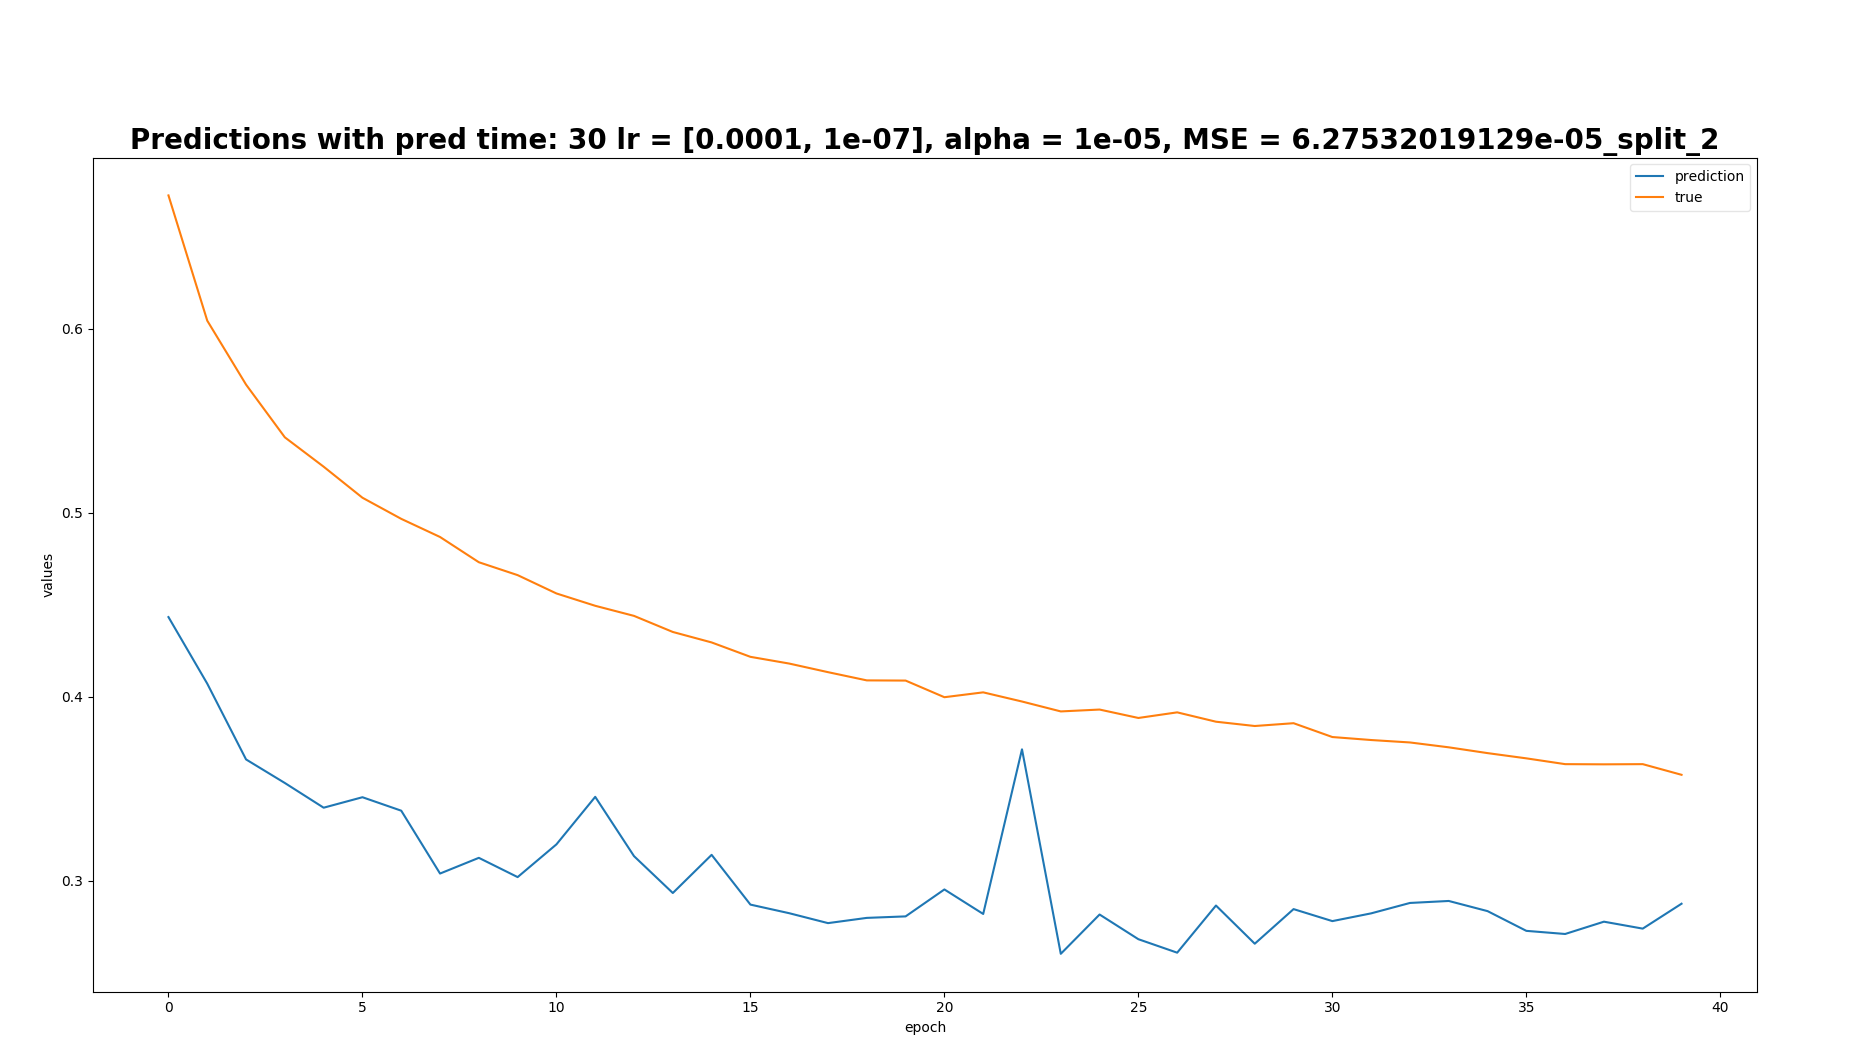 Predictions with pred time: 30 lr = [0.0001, 1e-07], alpha = 1e-05, MSE = 6.27532019129e-05_split_2
prediction
true
0.6
0.5
0.4
0.3
values
0 5 10 15 20 25 30 35 40
epoch